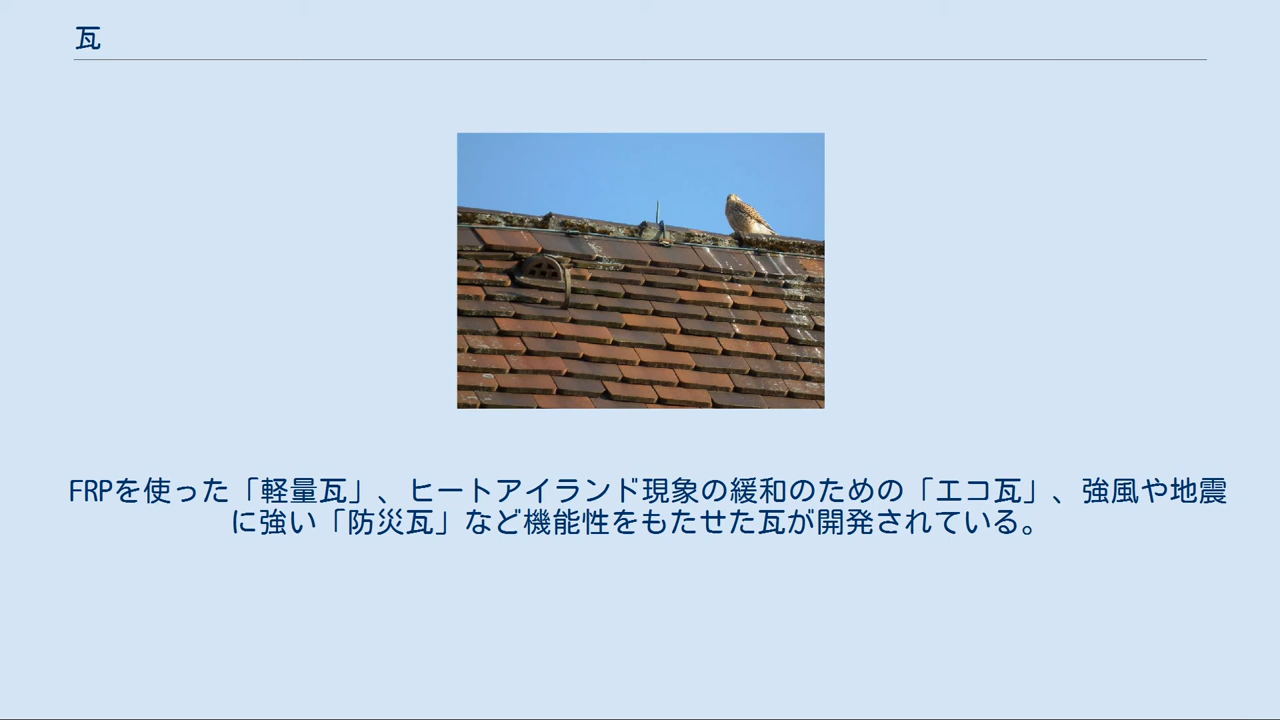 瓦
FRPを使った「軽量瓦」、ヒートアイランド現象の緩和のための「エコ瓦」、強風や地震
に強い「防災瓦」など機能性をもたせた瓦が開発されている。